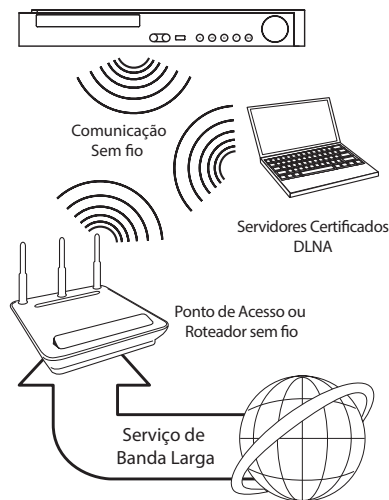 Comunicação
Sem fio
Servidores Certificados
DLNA
Ponto de Acesso ou
Roteador sem fio
Serviço de
Banda Larga